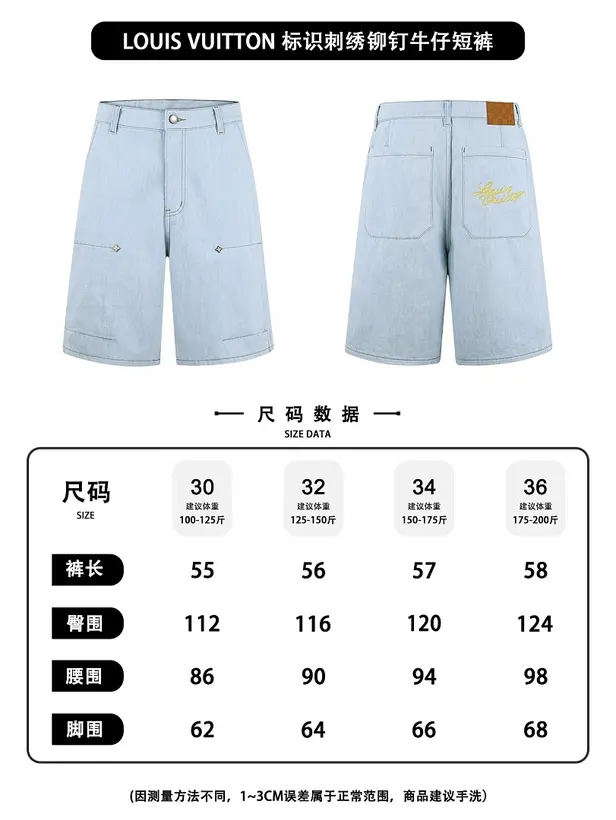 LOUIS VUITTON 标识刺绣铆钉牛仔短裤
Louis
Vuitton
尺码数据
SIZE DATA
尺码
SIZE
30
建议体重
100-125斤
32
建议体重
125-150斤
34
建议体重
150-175斤
36
建议体重
175-200斤
裤长 55 56 57 58
臀围 112 116 120 124
腰围 86 90 94 98
脚围 62 64 66 68
(因测量方法不同，1~3CM误差属于正常范围，商品建议手洗)